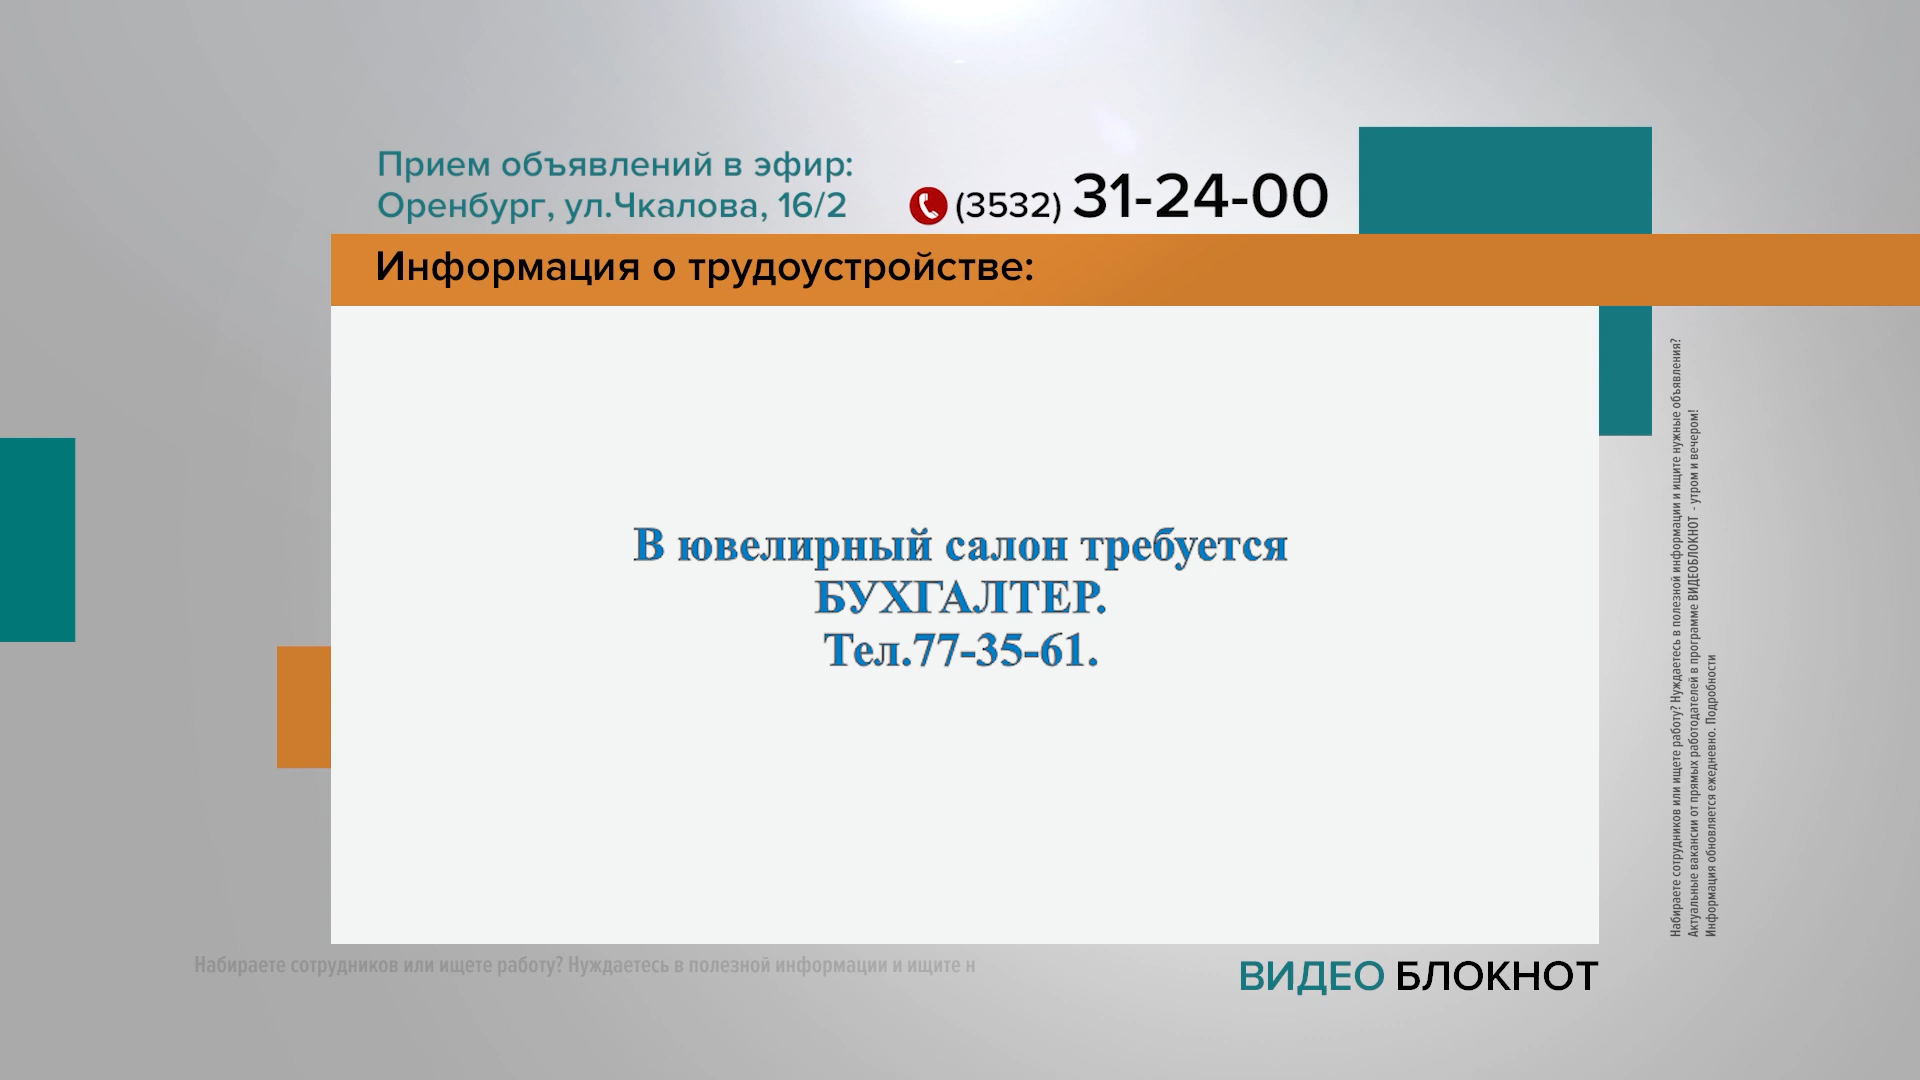 Прием объявлений в эфир:
Оренбург, ул.Чкалова, 16/2
(3532) 31-24-00
Информация о трудоустройстве:
В ювелирный салон требуется
БУХГАЛТЕР.
Тел.77-35-61.
Набираете сотрудников или ищете работу? Нуждаетесь в полезной информации и ищите нужные объявления?
Актуальные вакансии от прямых работодателей в программе ВИДЕОБЛОКНОТ - утром и вечером!
Информация обновляется ежедневно. Подробности
Набираете сотрудников или ищете работу? Нуждаетесь в полезной информации и ищите н
ВИДЕО БЛОКНОТ